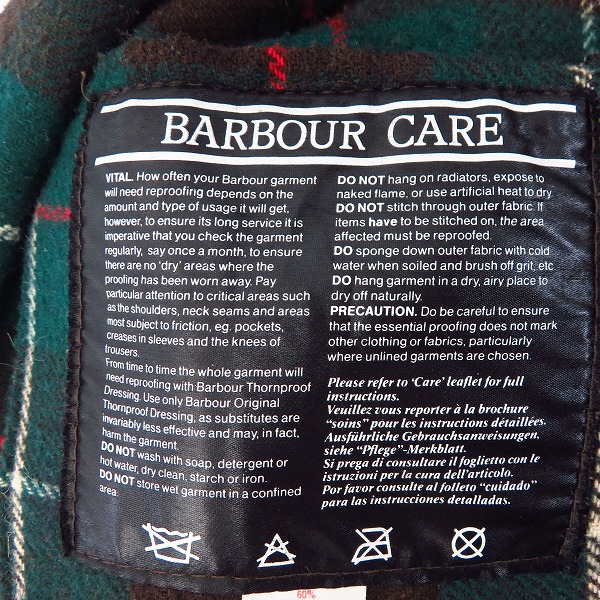 BARBOUR CARE
VITAL. How often your Barbour garment
will need reproofing depends on the
amount and type of usage it will get,
however, to ensure its long service it is
imperative that you check the garment
regularly, say once a month, to ensure
there are no 'dry' areas where the
proofing has been worn away. Pay
particular attention to critical areas such
as the shoulders, neck seams and areas
most subject to friction, eg. pockets,
creases in sleeves and the knees of
trousers.
From time to time the whole garment will
need reproofing with Barbour Thornproof
Dressing. Use only Barbour Original
Thornproof Dressing, as substitutes are
invariably less effective and may, in fact,
harm the garment.
DO NOT wash with soap, detergent or
hot water, dry clean, starch or iron.
DO NOT store wet garment in a confined
area.
DO NOT hang on radiators, expose to
naked flame, or use artificial heat to dry
DO NOT stitch through outer fabric. If
items have to be stitched on, the area
affected must be reproofed.
DO sponge down outer fabric with cold
water when soiled and brush off grit, etc
DO hang garment in a dry, airy place to
dry off naturally.
PRECAUTION. Do be careful to ensure
that the essential proofing does not mark
other clothing or fabrics, particularly
where unlined garments are chosen.
Please refer to 'Care' leaflet for full
instructions.
Veuillez vous reporter à la brochure
"soins" pour les instructions détaillées.
Ausführliche Gebrauchsanweisungen,
siehe "Pflege"-Merkblatt.
Si prega di consultare il foglietto con le
istruzioni per la cura dell'articolo.
Por favor consulte al folleto "cuidado"
para las instrucciones detalladas.
60%